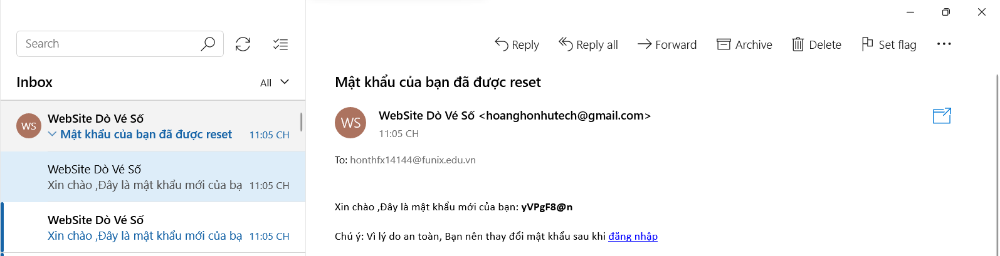 Search
Inbox
All
WS
WebSite Dò Vé Số
Mật khẩu của bạn đã được reset
11:05 CH
WebSite Dò Vé Số
Xin chào ,Đây là mật khẩu mới của bạ
11:05 CH
WebSite Dò Vé Số
Xin chào ,Đây là mật khẩu mới của bạ
11:05 CH
Reply
Reply all
Forward
Archive
Delete
Set flag
Mật khẩu của bạn đã được reset
WS
WebSite Dò Vé Số <hoanghonhutech@gmail.com>
11:05 CH
To: honthfx14144@funix.edu.vn
Xin chào ,Đây là mật khẩu mới của bạn: yVPgF8@n
Chú ý: Vì lý do an toàn, Bạn nên thay đổi mật khẩu sau khi đăng nhập